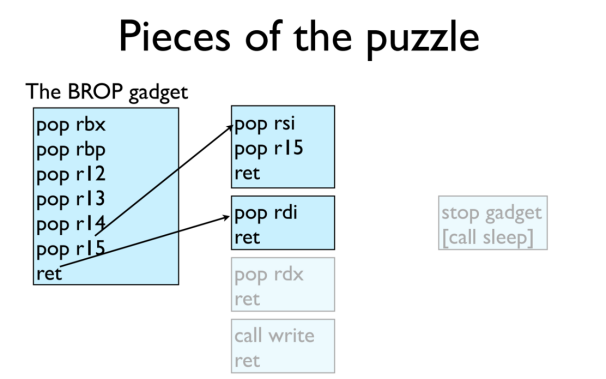 Pieces of the puzzle
The BROP gadget
pop rbx
pop rbp
pop r12
pop r13
pop r14
pop r15
ret
pop rsi
pop r15
ret
pop rdi
ret
pop rdx
ret
call write
ret
stop gadget
[call sleep]